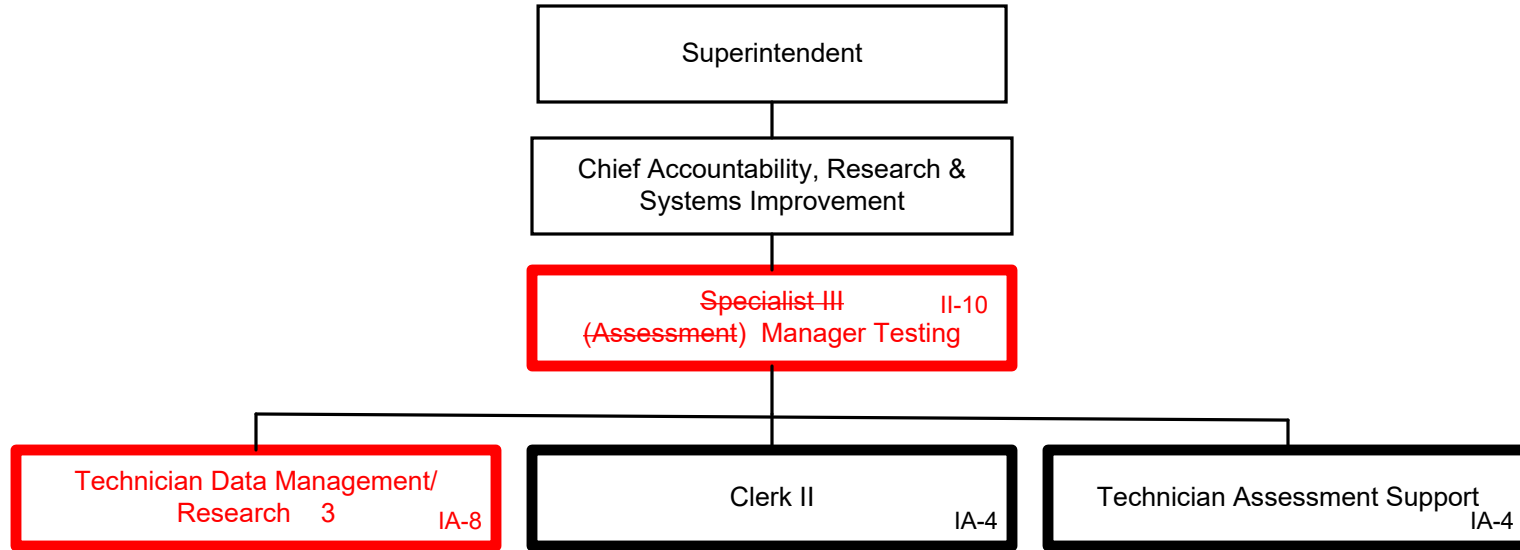 Superintendent
Chief Accountability, Research &
Systems Improvement
Specialist III II-10
(Assessment) Manager Testing
Technician Data Management/
Research 3 IA-8
Clerk II
IA-4
Technician Assessment Support
IA-4